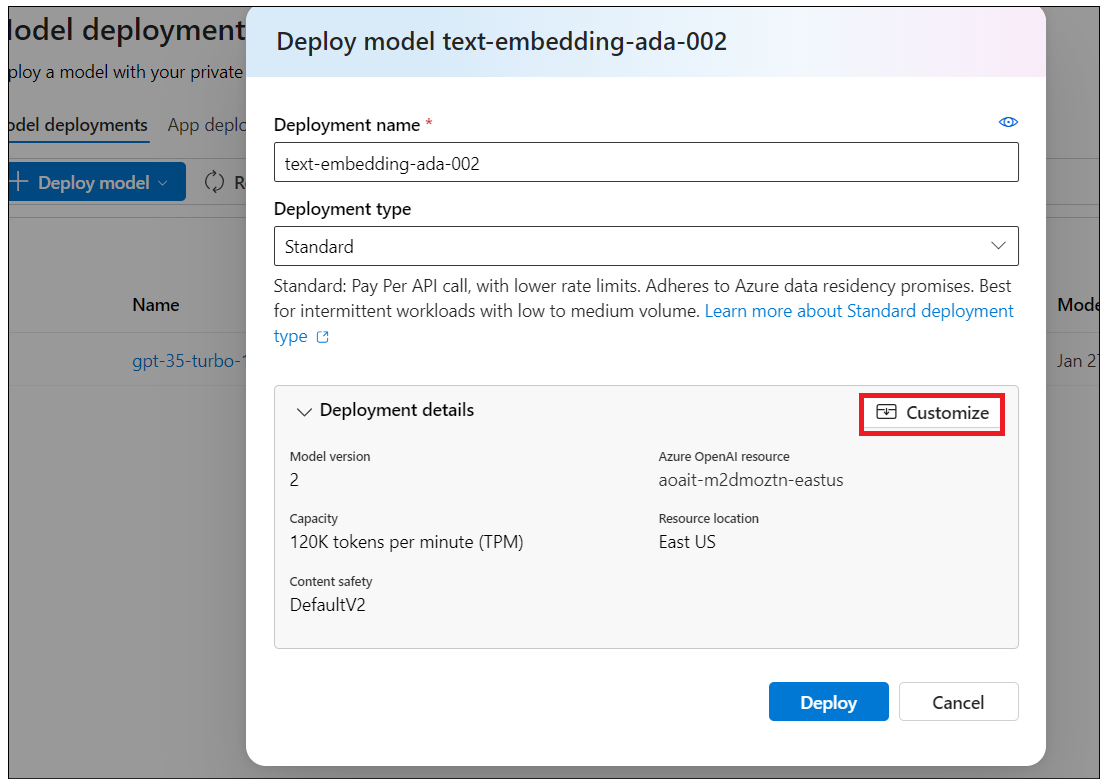 Model deployment
ploy a model with your private
odel deployments
App deplo
Deploy model
Name
gpt-35-turbo-1
Mode
Jan 27
Deploy model text-embedding-ada-002
Deployment name *
text-embedding-ada-002
Deployment type
Standard
Standard: Pay Per API call, with lower rate limits. Adheres to Azure data residency promises. Best
for intermittent workloads with low to medium volume. Learn more about Standard deployment
type
Deployment details
Customize
Model version
2
Azure OpenAI resource
aoait-m2dmoztn-eastus
Capacity
120K tokens per minute (TPM)
Resource location
East US
Content safety
DefaultV2
Deploy
Cancel